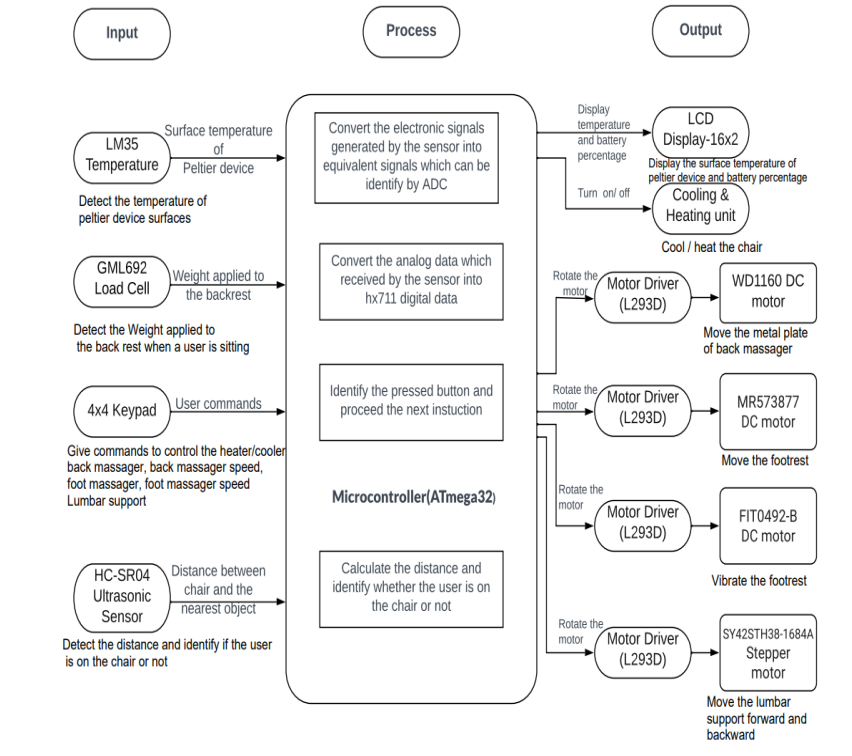 Input
Process
Output
LM35
Temperature
Surface temperature
of
Peltier device
Detect the temperature of
peltier device surfaces
GML692
Load Cell
Weight applied to
the backrest
Detect the Weight applied to
the back rest when a user is sitting
4x4 Keypad
User commands
Give commands to control the heater/cooler
back massager, back massager speed,
foot massager, foot massager speed
Lumbar support
HC-SR04
Ultrasonic
Sensor
Distance between
chair and the
nearest object
Detect the distance and identify if the user
is on the chair or not
Convert the electronic signals
generated by the sensor into
equivalent signals which can be
identify by ADC
Convert the analog data which
received by the sensor into
hx711 digital data
Identify the pressed button and
proceed the next instuction
Microcontroller(ATmega32)
Calculate the distance and
identify whether the user is on
the chair or not
Display
temperature
and battery
percentage
LCD
Display-16x2
Display the surface temperature of
peltier device and battery percentage
Turn on/ off
Cooling &
Heating unit
Cool / heat the chair
Rotate the
motor
Motor Driver
(L293D)
WD1160 DC
motor
Move the metal plate
of back massager
Rotate the
motor
Motor Driver
(L293D)
MR573877
DC motor
Move the footrest
Rotate the
motor
Motor Driver
(L293D)
FIT0492-B
DC motor
Vibrate the footrest
Rotate the
motor
Motor Driver
(L293D)
SY42STH38-1684A
Stepper
motor
Move the lumbar
support forward and
backward